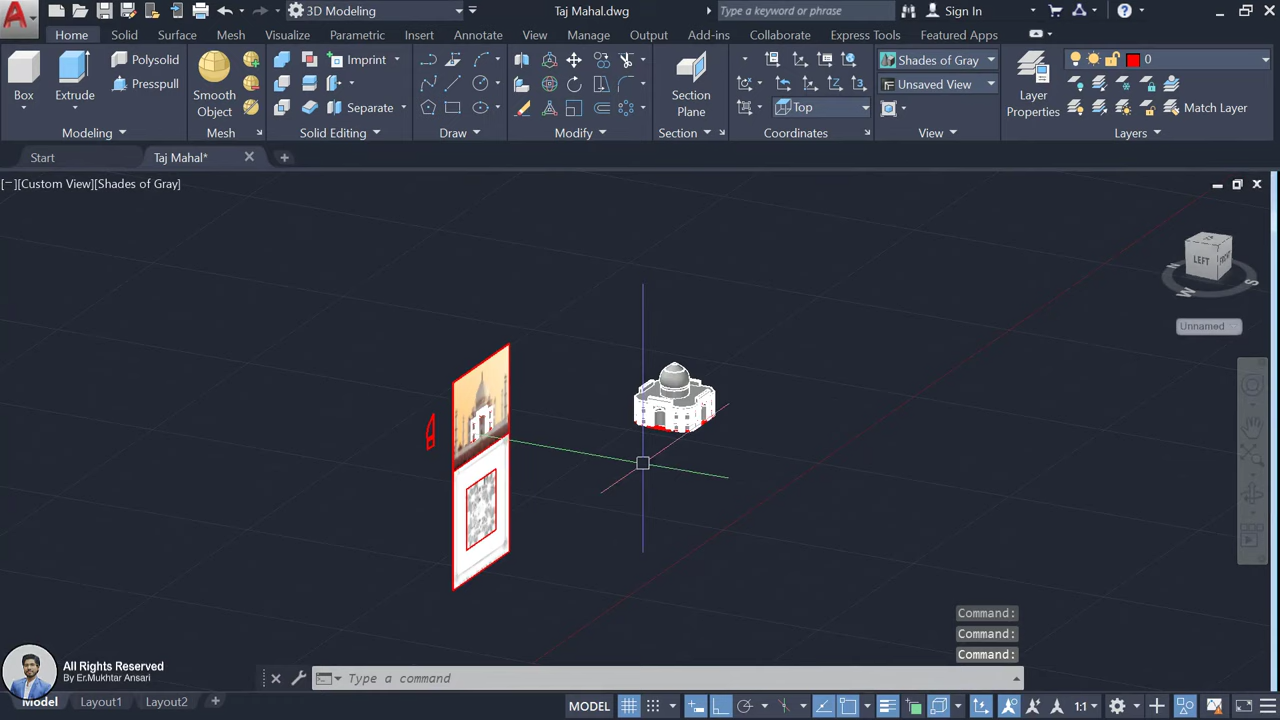 3D Modeling
Taj Mahal.dwg
Type a keyword or phrase
Sign In
Home
Solid
Surface
Mesh
Visualize
Parametric
Insert
Annotate
View
Manage
Output
Add-ins
Collaborate
Express Tools
Featured Apps
Box
Extrude
Polysolid
Presspull
Smooth
Object
Imprint
Separate
Section
Plane
Top
Shades of Gray
Unsaved View
Layer
Properties
0
Match Layer
Modeling
Mesh
Solid Editing
Draw
Modify
Section
Coordinates
View
Layers
Start
Taj Mahal*
[−][Custom View][Shades of Gray]
LEFT
FRONT
W
S
Unnamed
Command:
Command:
Command:
Type a command
All Rights Reserved
By Er.Mukhtar Ansari
Model
Layout1
Layout2
MODEL
1:1